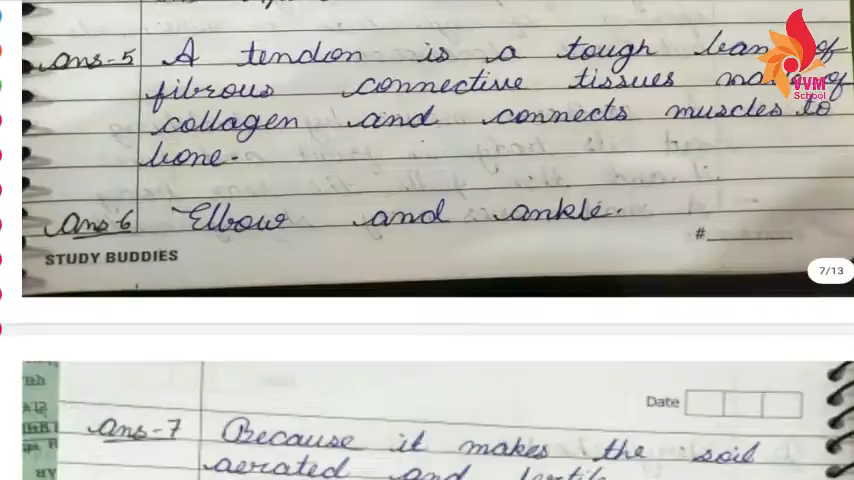 VVM
School
ans-5 A tendon is a tough ban of
fibrous connective tissues made of
collagen and connects muscles to
bone.
ans-6 Elbow and ankle.
#
STUDY BUDDIES
7/13
Date
ans-7 Because it makes the soil
aerated and fertile